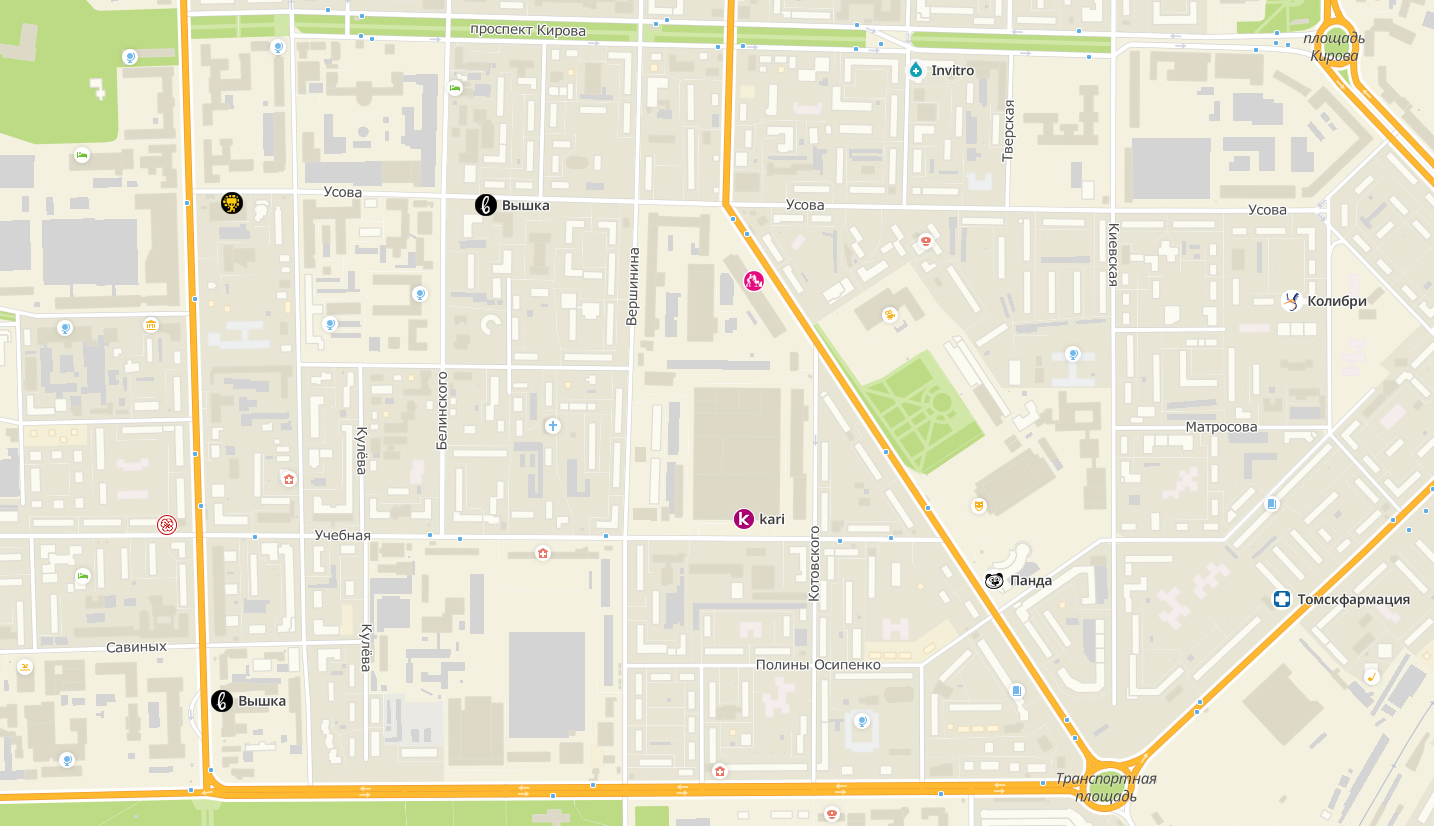 проспект Кирова
площадь
Кирова
Invitro
Тверская
Усова
Вышка
Усова
Усова
Киевская
Вершинина
Колибри
Белинского
Кулёва
Матросова
kari
Учебная
Котовского
Панда
Томскфармация
Савиных
Кулёва
Полины Осипенко
Вышка
Транспортная
площадь